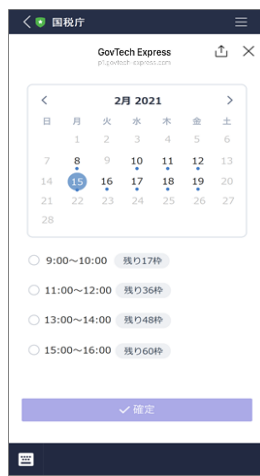 国税庁
GovTech Express
p1.govtech-express.com
2月 2021
日 月 火 水 木 金 土
1 2 3 4 5 6
7 8 9 10 11 12 13
14 15 16 17 18 19 20
21 22 23 24 25 26 27
28
9:00～10:00 残り17枠
11:00～12:00 残り36枠
13:00～14:00 残り48枠
15:00～16:00 残り60枠
確定